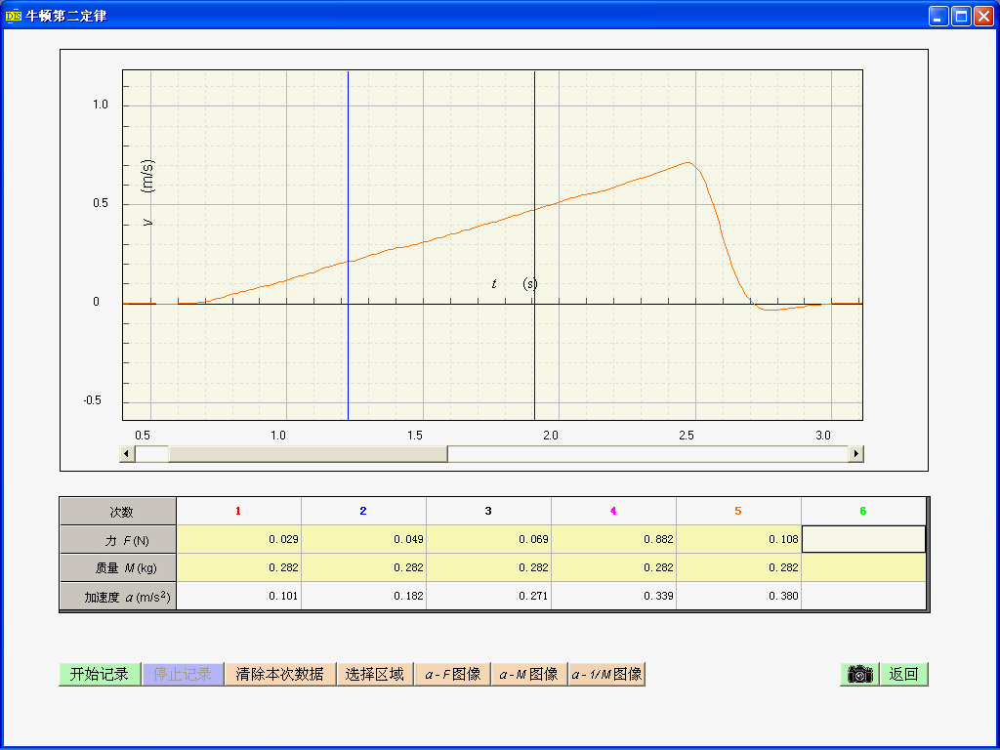 DIS 牛顿第二定律
1.0
v (m/s)
0.5
t (s)
0
-0.5
0.5 1.0 1.5 2.0 2.5 3.0
次数 1 2 3 4 5 6
力 F (N) 0.029 0.049 0.069 0.882 0.108
质量 M (kg) 0.282 0.282 0.282 0.282 0.282
加速度 a (m/s²) 0.101 0.182 0.271 0.339 0.380
开始记录 停止记录 清除本次数据 选择区域 a - F 图像 a - M 图像 a - 1/M 图像 返回